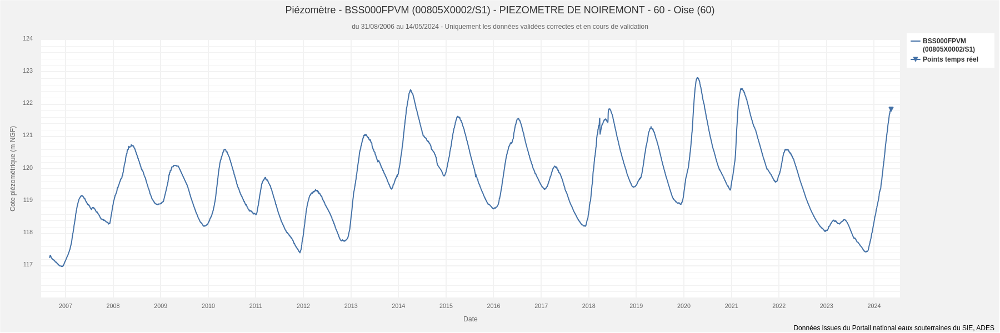 Piézomètre - BSS000FPVM (00805X0002/S1) - PIEZOMETRE DE NOIREMONT - 60 - Oise (60)
du 31/08/2006 au 14/05/2024 - Uniquement les données validées correctes et en cours de validation
BSS000FPVM
(00805X0002/S1)
Points temps réel
Cote piézométrique (m NGF)
124
123
122
121
120
119
118
117
2007 2008 2009 2010 2011 2012 2013 2014 2015 2016 2017 2018 2019 2020 2021 2022 2023 2024
Date
Données issues du Portail national eaux souterraines du SIE, ADES